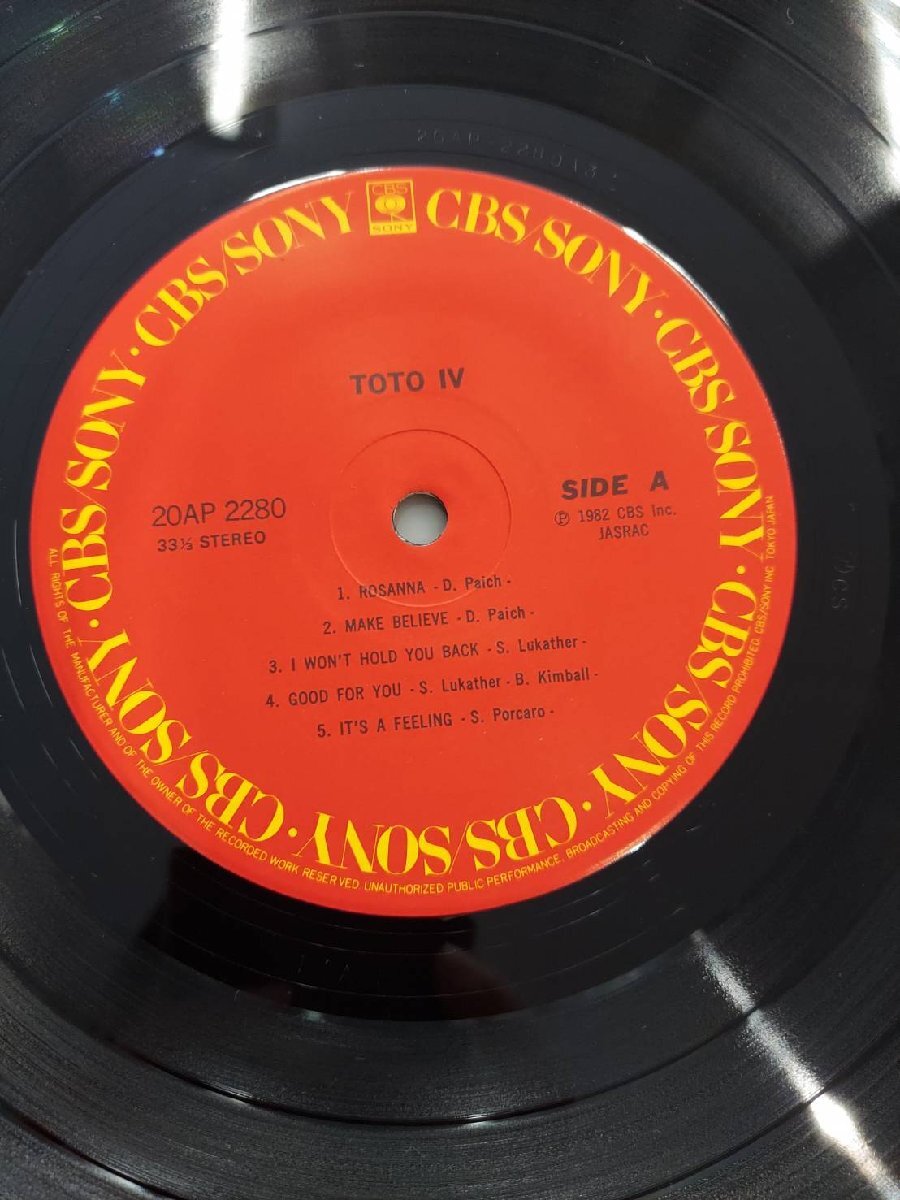 20AP 2280A3
CBS
SONY
CBS/SONY · CBS/SONY · CBS/SONY · CBS/SONY · CBS/SONY · CBS/SONY · CBS/SONY · CBS/SONY
TOTO IV
20AP 2280
33⅓ STEREO
SIDE A
Ⓟ 1982 CBS Inc.
JASRAC
1. ROSANNA - D. Paich -
2. MAKE BELIEVE - D. Paich -
3. I WON'T HOLD YOU BACK - S. Lukather -
4. GOOD FOR YOU - S. Lukather - B. Kimball -
5. IT'S A FEELING - S. Porcaro -
ALL RIGHTS OF THE MANUFACTURER AND OF THE OWNER OF THE RECORDED WORK RESERVED. UNAUTHORIZED PUBLIC PERFORMANCE, BROADCASTING AND COPYING OF THIS RECORD PROHIBITED. CBS/SONY INC. TOKYO JAPAN